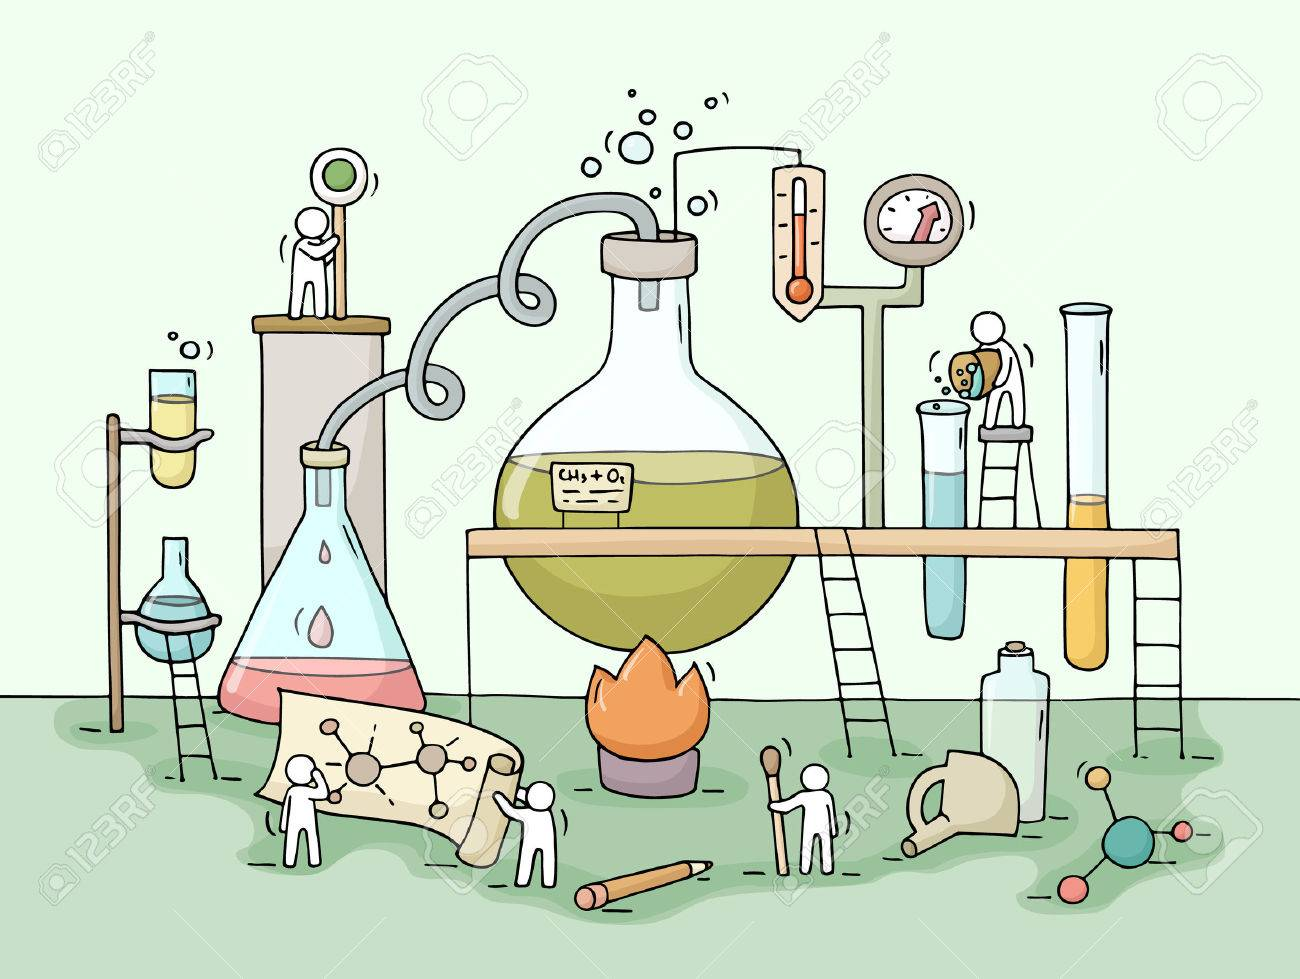 123RF
CH₃ + O₂